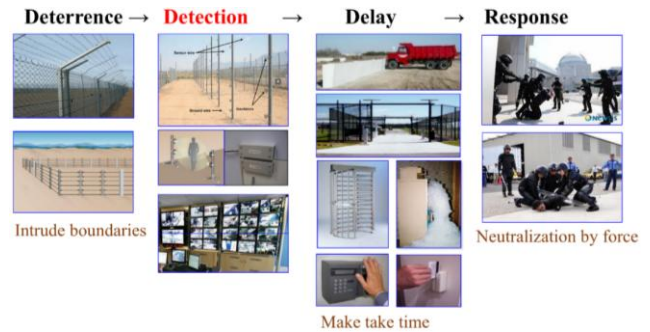 Deterrence → Detection → Delay → Response
Intrude boundaries
Neutralization by force
Make take time